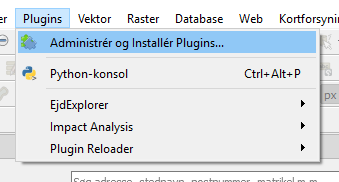 Plugins Vektor Raster Database Web Kortforsyning
Administrér og Installér Plugins...
Python-konsol Ctrl+Alt+P
px
EjdExplorer
Impact Analysis
Plugin Reloader
Søg adresse, stednavn, postnummer, matrikel m.m.